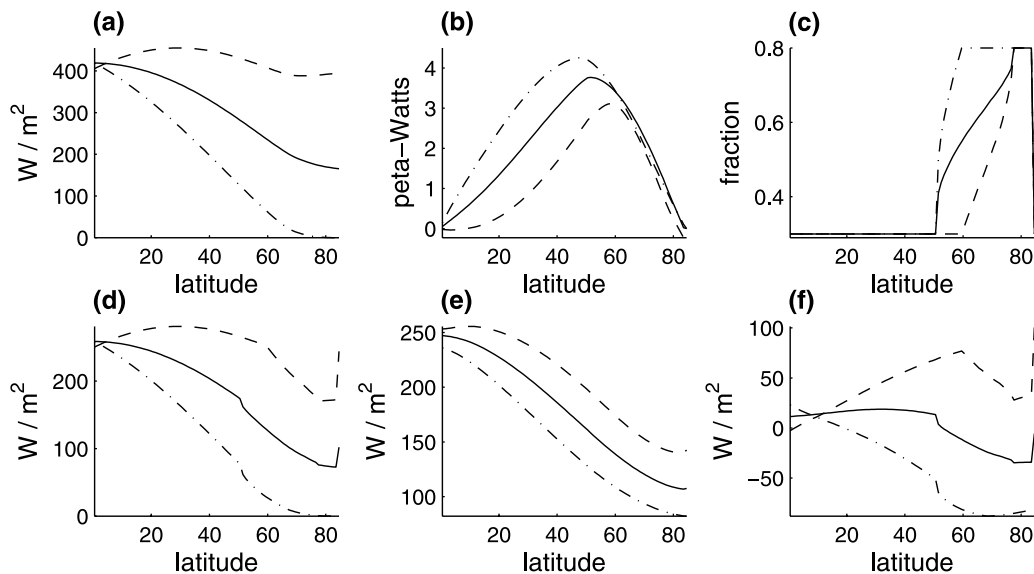 (a)
400
300
200
100
0
W / m²
20 40 60 80
latitude
(b)
4
3
2
1
0
peta-Watts
20 40 60 80
latitude
(c)
0.8
0.6
0.4
fraction
20 40 60 80
latitude
(d)
200
100
0
W / m²
20 40 60 80
latitude
(e)
250
200
150
100
W / m²
20 40 60 80
latitude
(f)
100
50
0
−50
W / m²
20 40 60 80
latitude